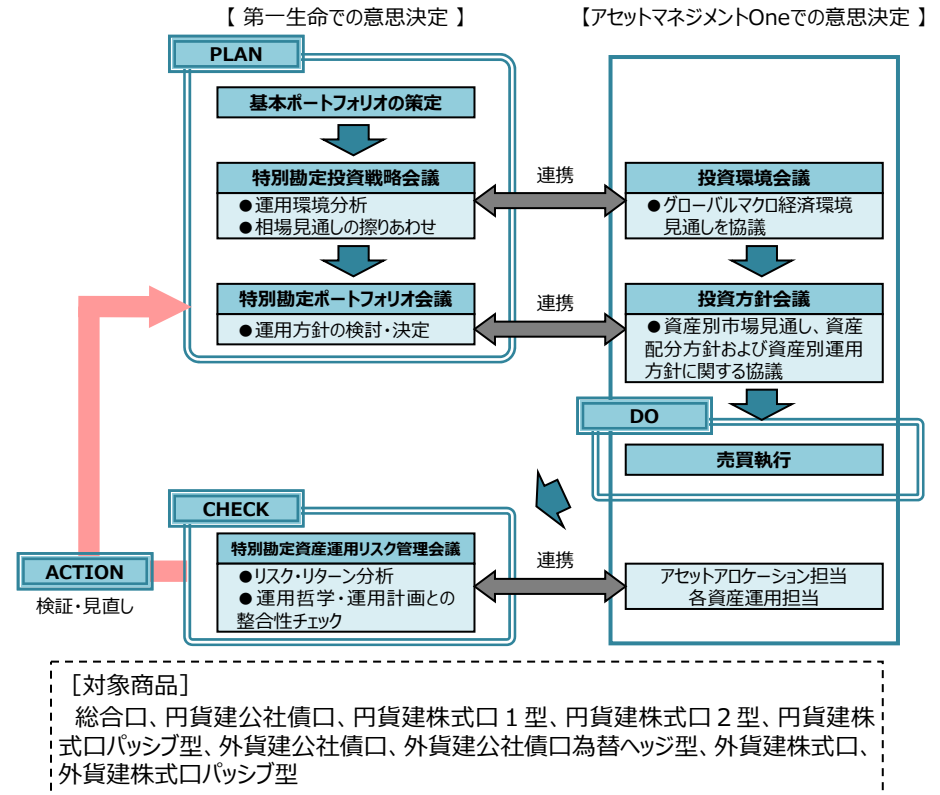 【 第一生命での意思決定 】
【アセットマネジメントOneでの意思決定 】
PLAN
基本ポートフォリオの策定
特別勘定投資戦略会議
●運用環境分析
●相場見通しの擦りあわせ
連携
投資環境会議
●グローバルマクロ経済環境
見通しを協議
特別勘定ポートフォリオ会議
●運用方針の検討・決定
連携
投資方針会議
●資産別市場見通し、資産
配分方針および資産別運用
方針に関する協議
DO
売買執行
CHECK
特別勘定資産運用リスク管理会議
●リスク・リターン分析
●運用哲学・運用計画との
整合性チェック
連携
アセットアロケーション担当
各資産運用担当
ACTION
検証・見直し
［対象商品］
総合口、円貨建公社債口、円貨建株式口１型、円貨建株式口２型、円貨建株
式口パッシブ型、外貨建公社債口、外貨建公社債口為替ヘッジ型、外貨建株式口、
外貨建株式口パッシブ型